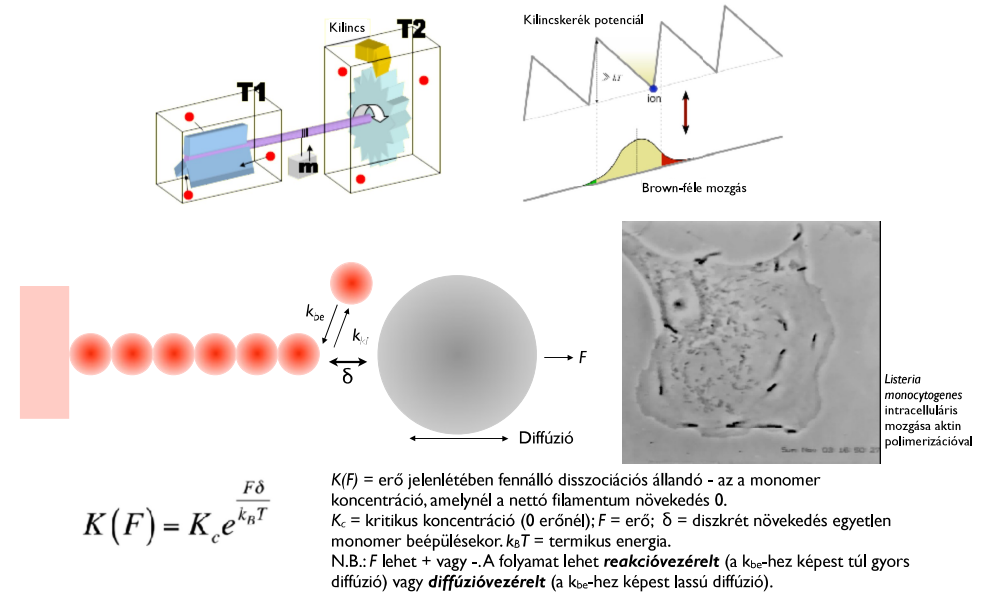 Kilincs
T2
T1
m
Kilincskerék potenciál
≫ kT
ion
Brown-féle mozgás
k_be
k_ki
δ
F
Diffúzió
Listeria
monocytogenes
intracelluláris
mozgása aktin
polimerizációval
K(F) = K_c e^(Fδ / k_B T)
K(F) = erő jelenlétében fennálló disszociációs állandó - az a monomer
koncentráció, amelynél a nettó filamentum növekedés 0.
K_c = kritikus koncentráció (0 erőnél); F = erő; δ = diszkrét növekedés egyetlen
monomer beépülésekor. k_BT = termikus energia.
N.B.: F lehet + vagy -. A folyamat lehet reakcióvezérelt (a k_be-hez képest túl gyors
diffúzió) vagy diffúzióvezérelt (a k_be-hez képest lassú diffúzió).